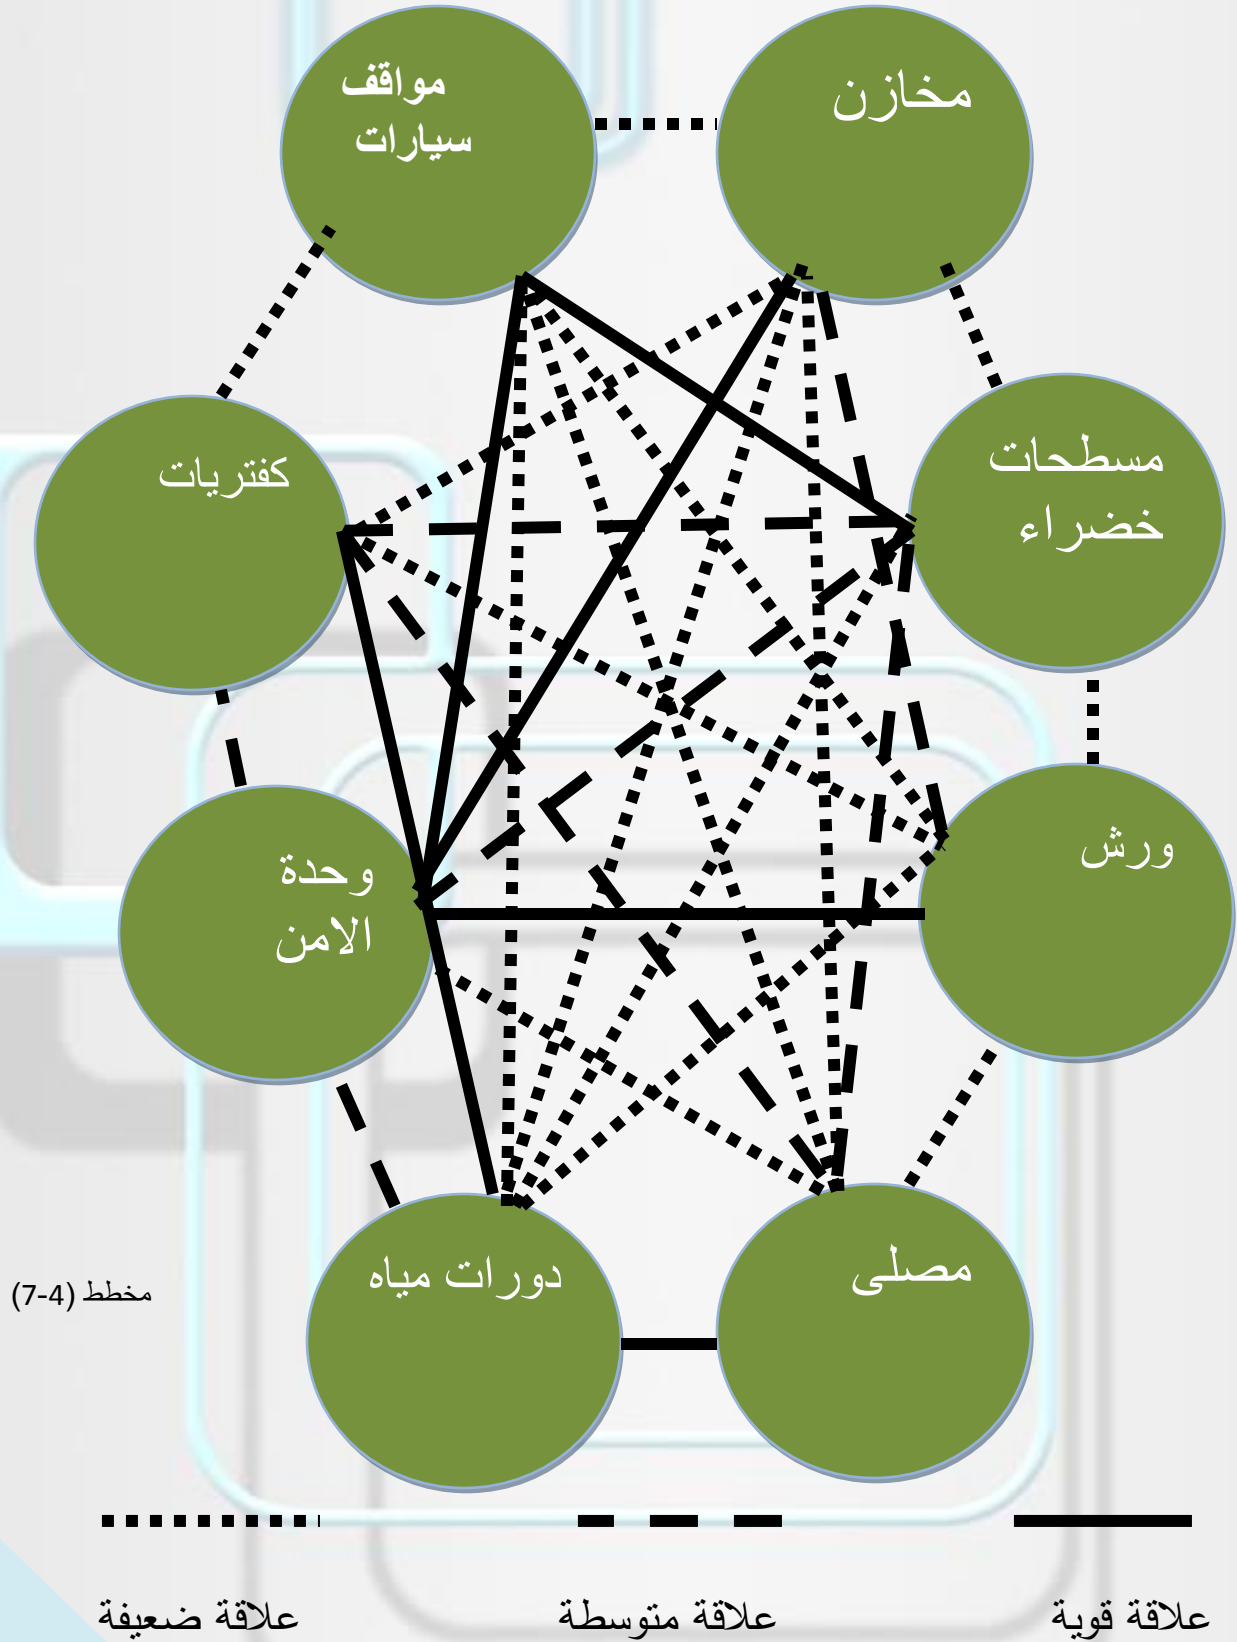 مواقف
سيارات
مخازن
كفتريات
مسطحات
خضراء
وحدة
الامن
ورش
دورات مياه
مصلى
مخطط (4-7)
علاقة قوية
علاقة متوسطة
علاقة ضعيفة